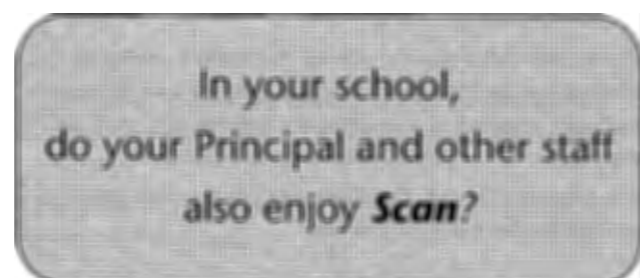 In your school,
do your Principal and other staff
also enjoy Scan?